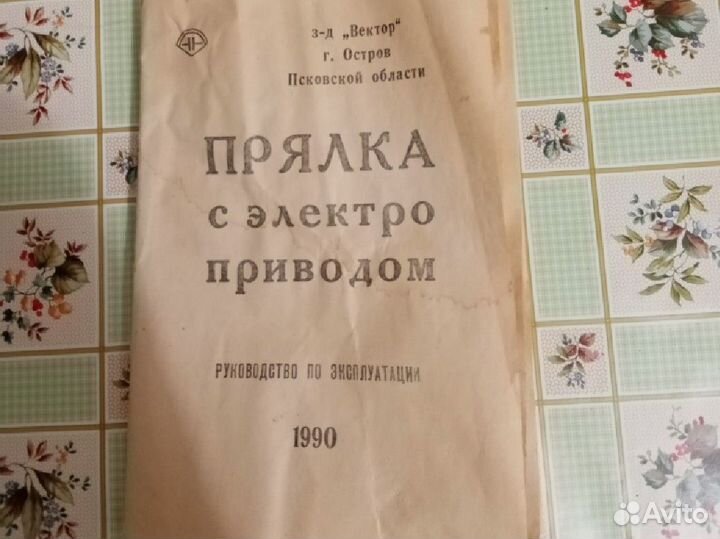 з-д „Вектор"
г. Остров
Псковской области
ПРЯЛКА
с электро
приводом
РУКОВОДСТВО ПО ЭКСПЛУАТАЦИИ
1990
Avito